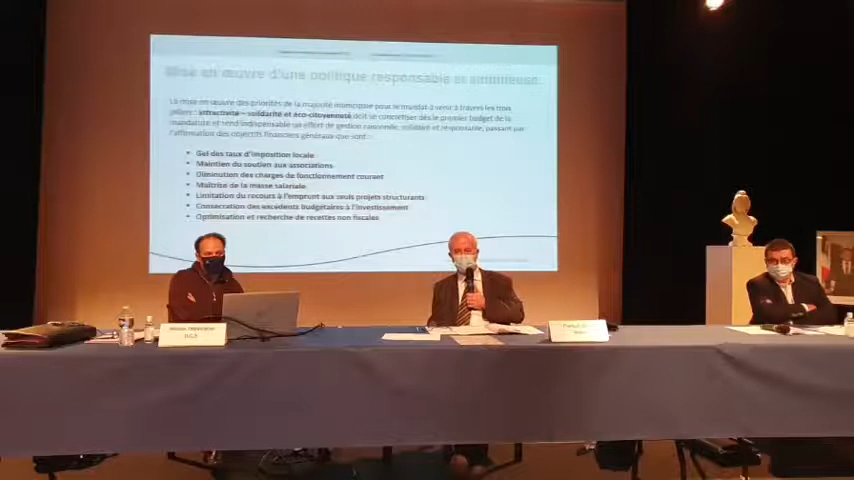 Mise en œuvre d'une politique responsable et ambitieuse
La mise en œuvre des priorités de la majorité municipale pour le mandat à venir à travers les trois
piliers : attractivité – solidarité et éco-citoyenneté doit se concrétiser dès le premier budget de la
mandature et rend indispensable un effort de gestion raisonnée, solidaire et responsable, passant par
l'affirmation des objectifs financiers généraux que sont :
• Gel des taux d'imposition locale
• Maintien du soutien aux associations
• Diminution des charges de fonctionnement courant
• Maîtrise de la masse salariale
• Limitation du recours à l'emprunt aux seuls projets structurants
• Consécration des excédents budgétaires à l'investissement
• Optimisation et recherche de recettes non fiscales
D.G.S